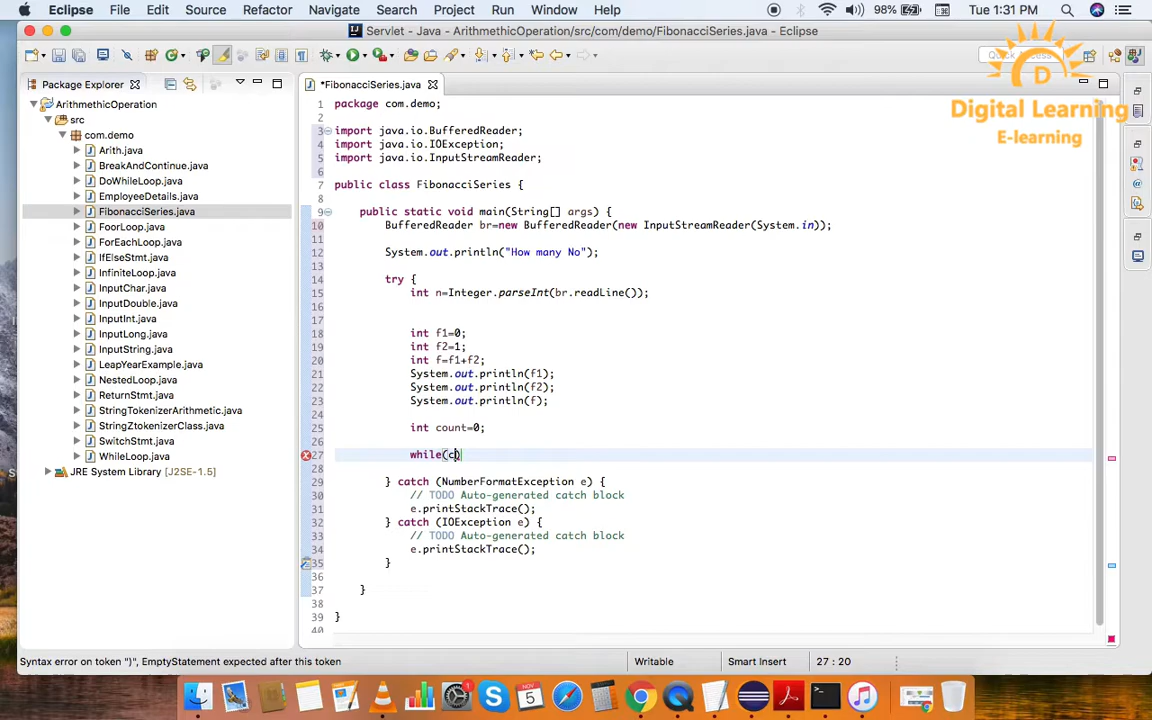 Eclipse File Edit Source Refactor Navigate Search Project Run Window Help 98% Tue 1:31 PM
Servlet - Java - ArithmethicOperation/src/com/demo/FibonacciSeries.java - Eclipse
Digital Learning
E-learning
Package Explorer
ArithmethicOperation
src
com.demo
Arith.java
BreakAndContinue.java
DoWhileLoop.java
EmployeeDetails.java
FibonacciSeries.java
FoorLoop.java
ForEachLoop.java
IfElseStmt.java
InfiniteLoop.java
InputChar.java
InputDouble.java
InputInt.java
InputLong.java
InputString.java
LeapYearExample.java
NestedLoop.java
ReturnStmt.java
StringTokenizerArithmetic.java
StringZtokenizerClass.java
SwitchStmt.java
WhileLoop.java
JRE System Library [J2SE-1.5]
*FibonacciSeries.java
1 package com.demo;
2
3 import java.io.BufferedReader;
4 import java.io.IOException;
5 import java.io.InputStreamReader;
6
7 public class FibonacciSeries {
8
9 public static void main(String[] args) {
10 BufferedReader br=new BufferedReader(new InputStreamReader(System.in));
11
12 System.out.println("How many No");
13
14 try {
15 int n=Integer.parseInt(br.readLine());
16
17
18 int f1=0;
19 int f2=1;
20 int f=f1+f2;
21 System.out.println(f1);
22 System.out.println(f2);
23 System.out.println(f);
24
25 int count=0;
26
27 while(c)
28
29 } catch (NumberFormatException e) {
30 // TODO Auto-generated catch block
31 e.printStackTrace();
32 } catch (IOException e) {
33 // TODO Auto-generated catch block
34 e.printStackTrace();
35 }
36
37 }
38
39 }
40
Syntax error on token ")", EmptyStatement expected after this token
Writable
Smart Insert
27 : 20